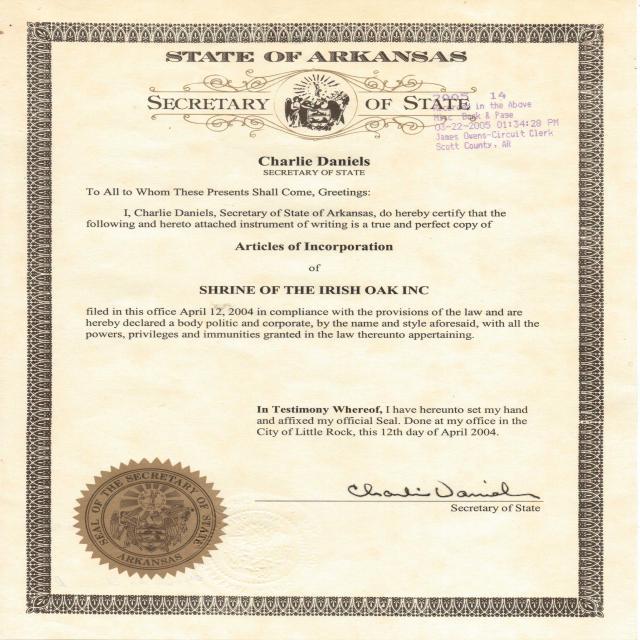 STATE OF ARKANSAS
SECRETARY OF STATE
2005 14
in the Above
Misc Book & Page
03-22-2005 01:34:28 PM
James Owens-Circuit Clerk
Scott County, AR
Charlie Daniels
SECRETARY OF STATE
To All to Whom These Presents Shall Come, Greetings:
I, Charlie Daniels, Secretary of State of Arkansas, do hereby certify that the
following and hereto attached instrument of writing is a true and perfect copy of
Articles of Incorporation
of
SHRINE OF THE IRISH OAK INC
filed in this office April 12, 2004 in compliance with the provisions of the law and are
hereby declared a body politic and corporate, by the name and style aforesaid, with all the
powers, privileges and immunities granted in the law thereunto appertaining.
In Testimony Whereof, I have hereunto set my hand
and affixed my official Seal. Done at my office in the
City of Little Rock, this 12th day of April 2004.
Charlie Daniels
Secretary of State
SEAL OF THE SECRETARY OF STATE
ARKANSAS